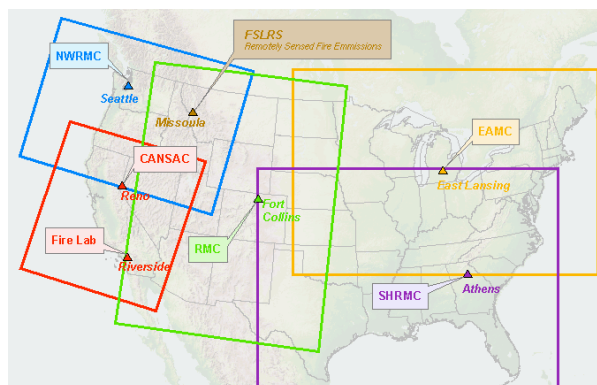 FSLRS
Remotely Sensed Fire Emmissions
NWRMC
Seattle
Missoula
EAMC
CANSAC
East Lansing
Reno
Fort
Collins
Fire Lab
RMC
Riverside
SHRMC
Athens